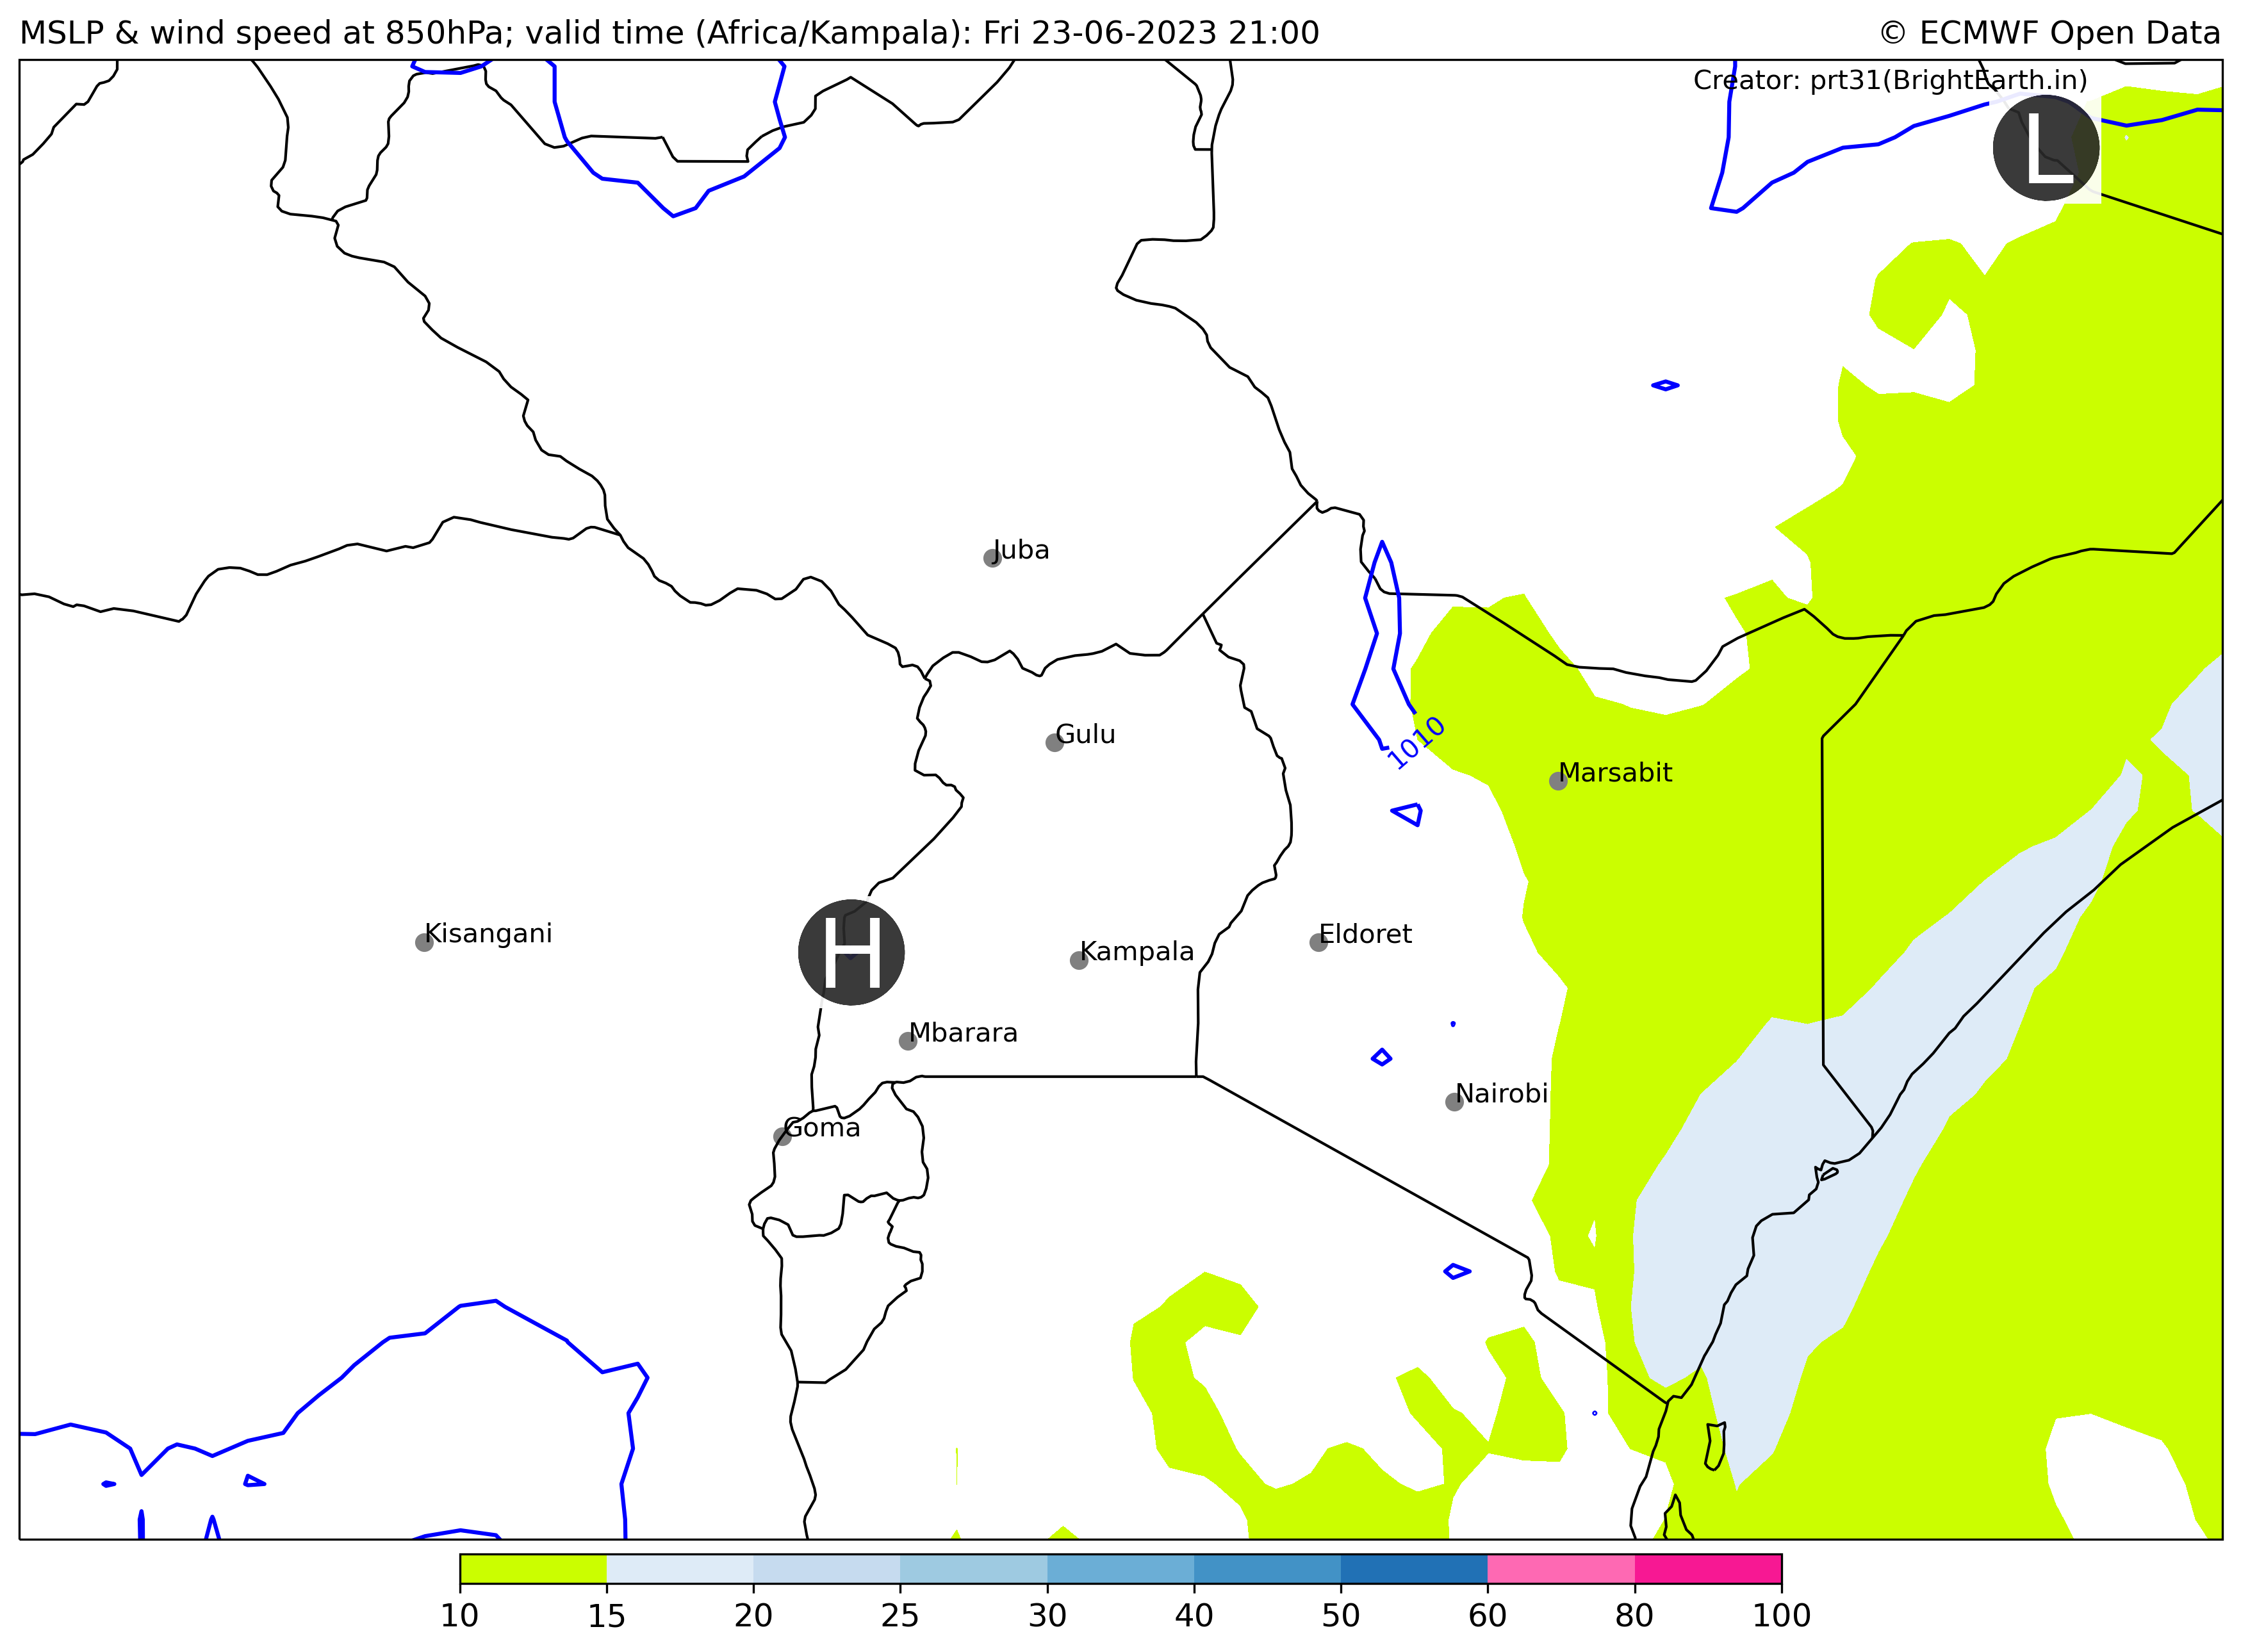 MSLP & wind speed at 850hPa; valid time (Africa/Kampala): Fri 23-06-2023 21:00
© ECMWF Open Data
Creator: prt31(BrightEarth.in)
L
Juba
Gulu
1010
Marsabit
Kisangani
H
Kampala
Eldoret
Mbarara
Nairobi
Goma
10 15 20 25 30 40 50 60 80 100